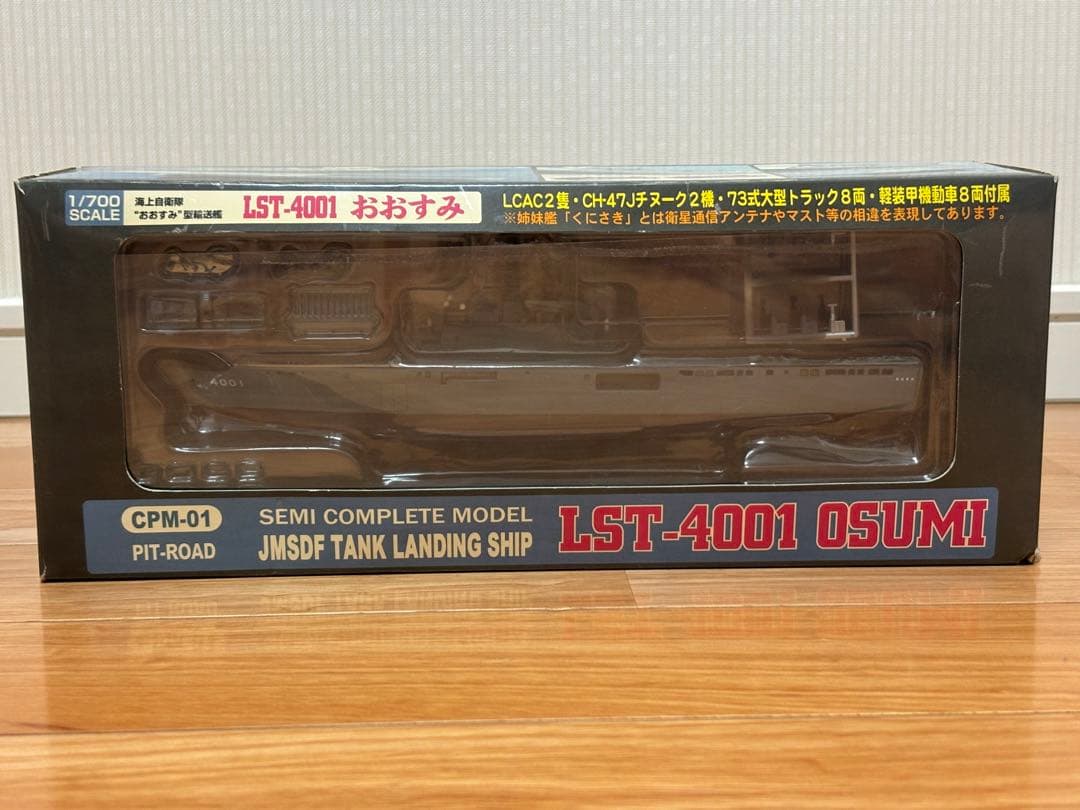 1/700
SCALE
海上自衛隊
"おおすみ"型輸送艦
LST-4001 おおすみ
LCAC2隻・CH-47Jチヌーク2機・73式大型トラック8両・軽装甲機動車8両付属
※姉妹艦「くにさき」とは衛星通信アンテナやマスト等の相違を表現してあります。
4001
CPM-01
PIT-ROAD
SEMI COMPLETE MODEL
JMSDF TANK LANDING SHIP
LST-4001 OSUMI